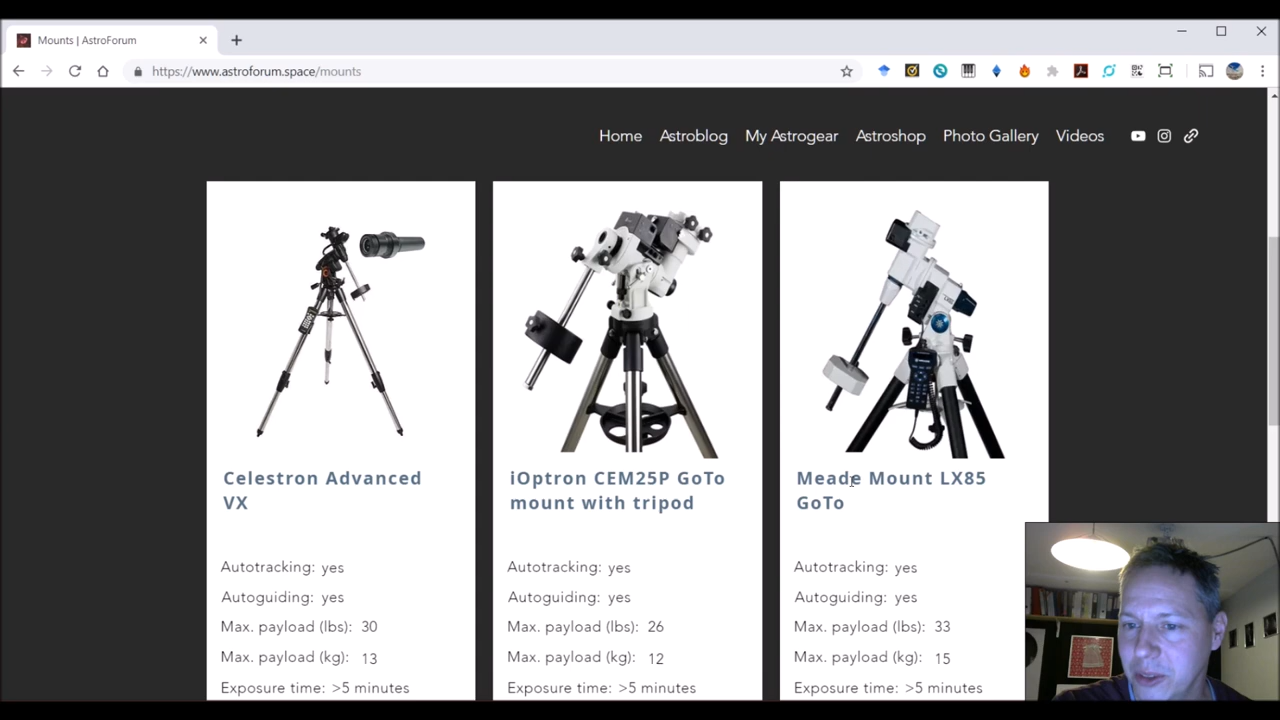 Mounts | AstroForum
https://www.astroforum.space/mounts
Home Astroblog My Astrogear Astroshop Photo Gallery Videos
Celestron Advanced
VX
Autotracking: yes
Autoguiding: yes
Max. payload (lbs): 30
Max. payload (kg): 13
Exposure time: >5 minutes
iOptron CEM25P GoTo
mount with tripod
Autotracking: yes
Autoguiding: yes
Max. payload (lbs): 26
Max. payload (kg): 12
Exposure time: >5 minutes
Meade Mount LX85
GoTo
Autotracking: yes
Autoguiding: yes
Max. payload (lbs): 33
Max. payload (kg): 15
Exposure time: >5 minutes